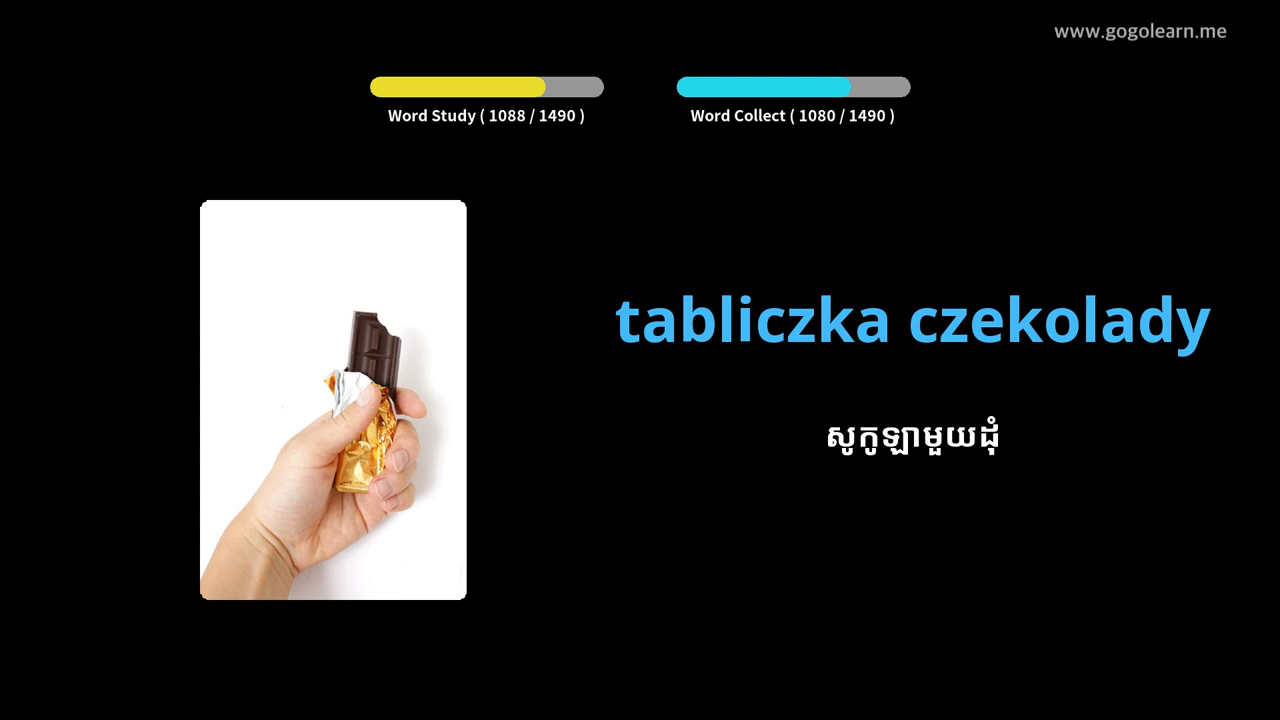 www.gogolearn.me
Word Study ( 1088 / 1490 )
Word Collect ( 1080 / 1490 )
tabliczka czekolady
សូកូឡាមួយដុំ